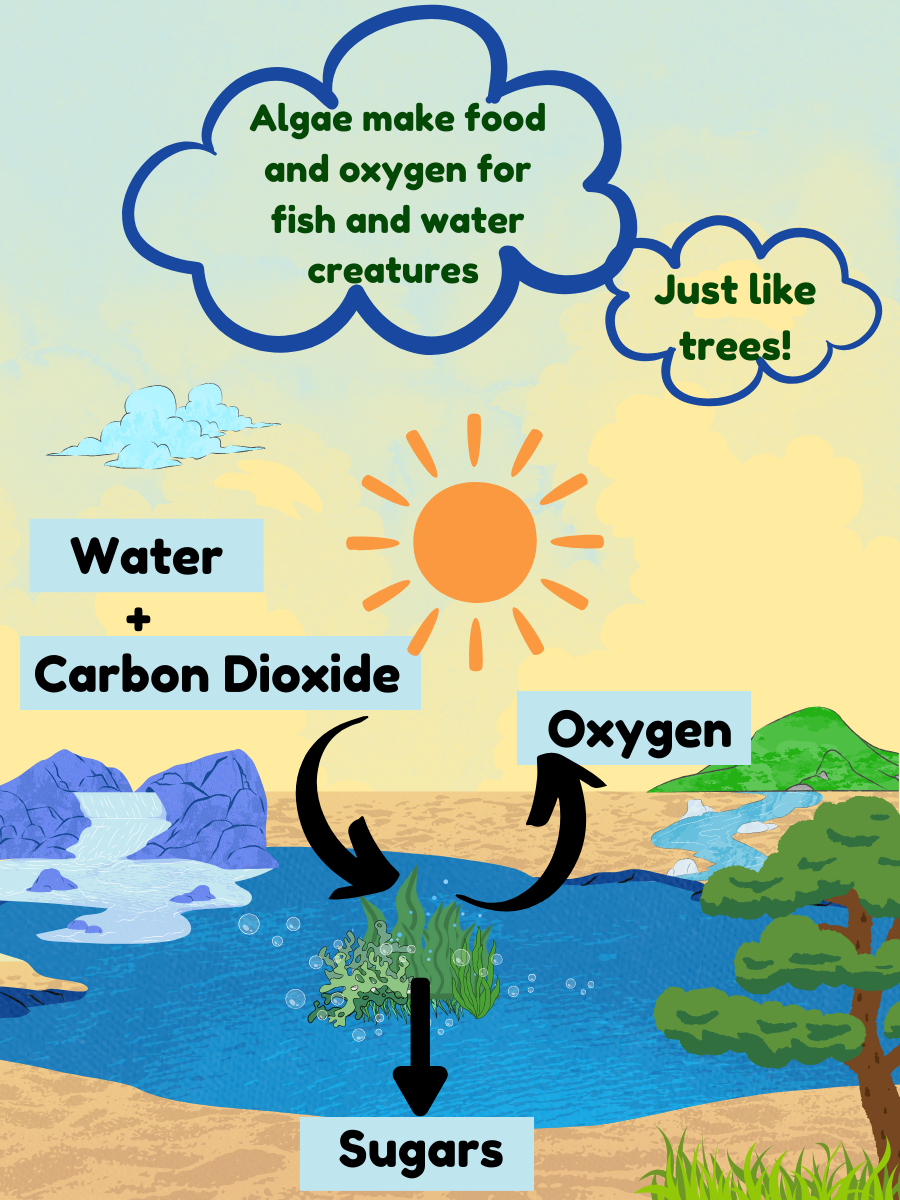 Algae make food
and oxygen for
fish and water
creatures
Just like
trees!
Water
+
Carbon Dioxide
Oxygen
Sugars